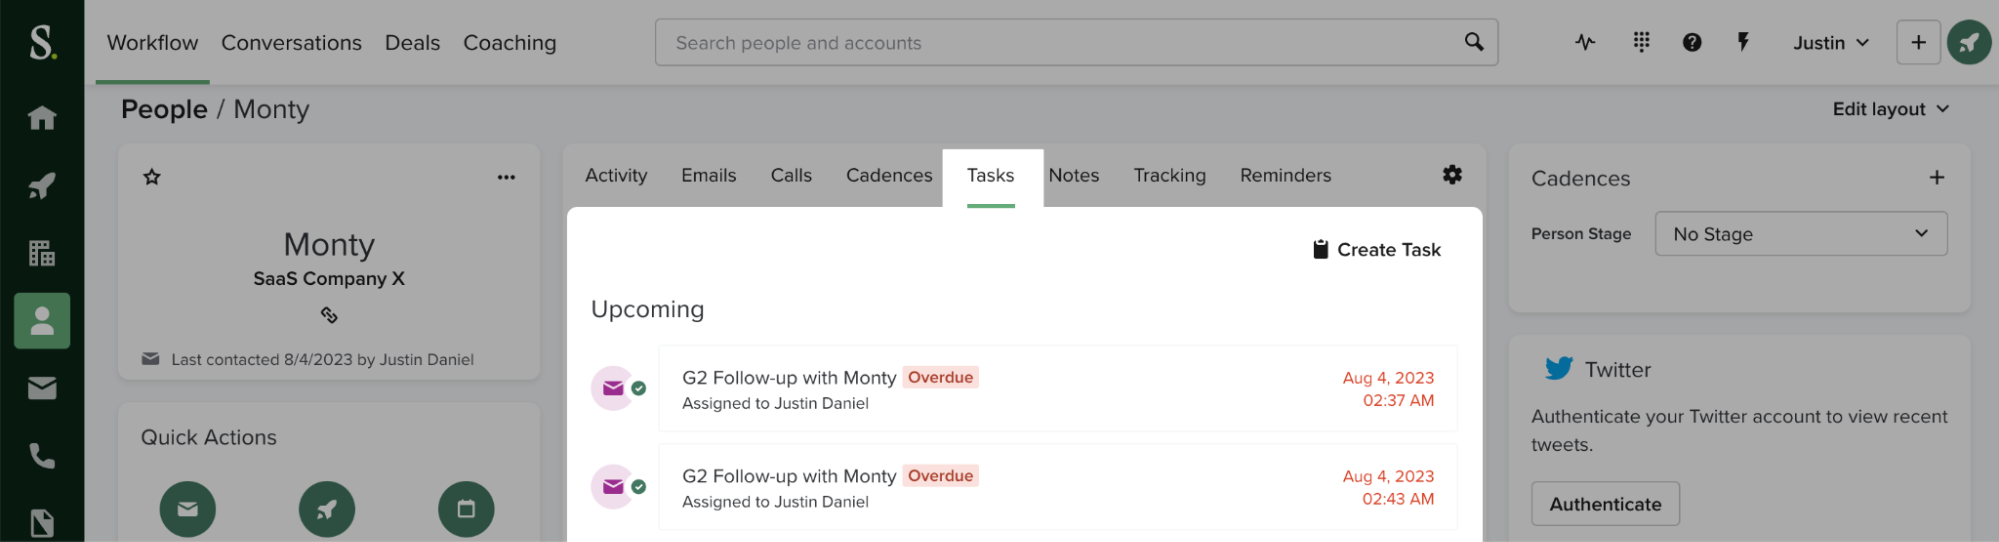 S.
Workflow Conversations Deals Coaching
Search people and accounts
Justin
People / Monty
Edit layout
Monty
SaaS Company X
Last contacted 8/4/2023 by Justin Daniel
Quick Actions
Activity Emails Calls Cadences Tasks Notes Tracking Reminders
Create Task
Upcoming
G2 Follow-up with Monty Overdue
Assigned to Justin Daniel
Aug 4, 2023
02:37 AM
G2 Follow-up with Monty Overdue
Assigned to Justin Daniel
Aug 4, 2023
02:43 AM
Cadences
Person Stage No Stage
Twitter
Authenticate your Twitter account to view recent
tweets.
Authenticate